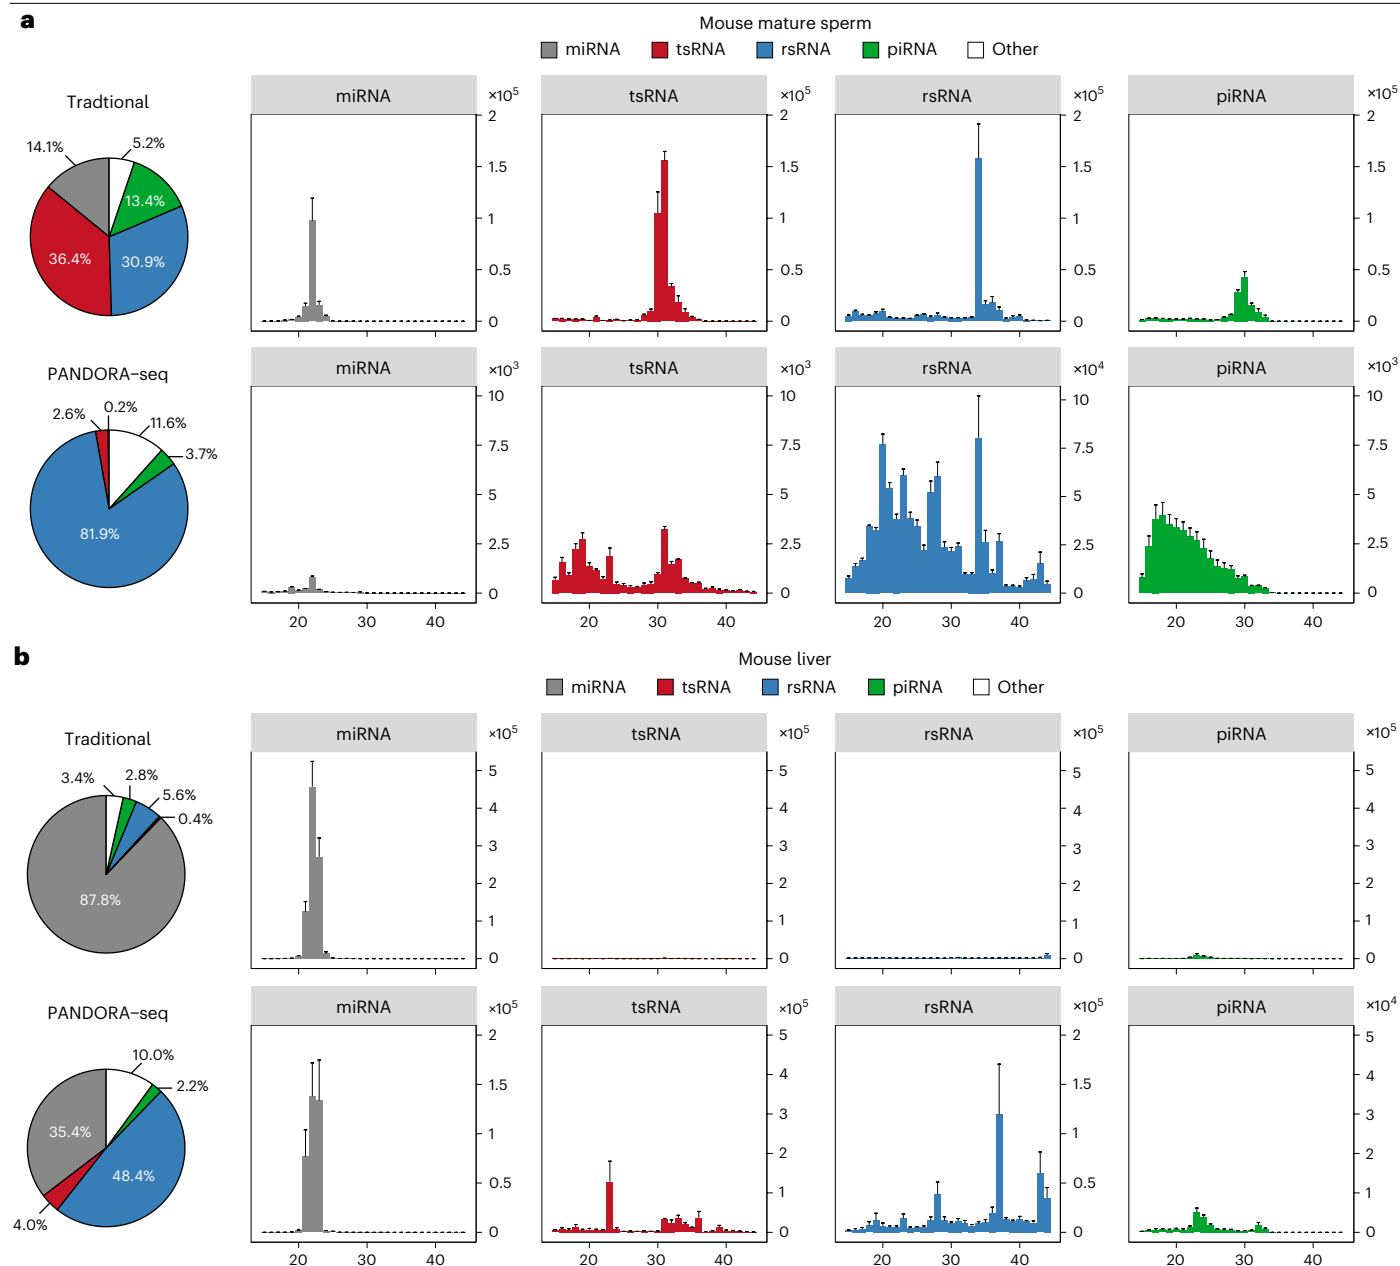 a
Mouse mature sperm
miRNA tsRNA rsRNA piRNA Other
Tradtional
14.1% 5.2% 13.4% 30.9% 36.4%
miRNA ×10⁵
2
1.5
1
0.5
0
tsRNA ×10⁵
2
1.5
1
0.5
0
rsRNA ×10⁵
2
1.5
1
0.5
0
piRNA ×10⁵
2
1.5
1
0.5
0
PANDORA–seq
2.6% 0.2% 11.6% 3.7% 81.9%
miRNA ×10³
10
7.5
5
2.5
0
20 30 40
tsRNA ×10³
10
7.5
5
2.5
0
20 30 40
rsRNA ×10⁴
10
7.5
5
2.5
0
20 30 40
piRNA ×10³
10
7.5
5
2.5
0
20 30 40
b
Mouse liver
miRNA tsRNA rsRNA piRNA Other
Traditional
3.4% 2.8% 5.6% 0.4% 87.8%
miRNA ×10⁵
5
4
3
2
1
0
tsRNA ×10⁵
5
4
3
2
1
0
rsRNA ×10⁵
5
4
3
2
1
0
piRNA ×10⁵
5
4
3
2
1
0
PANDORA–seq
10.0% 2.2% 35.4% 48.4% 4.0%
miRNA ×10⁵
2
1.5
1
0.5
0
20 30 40
tsRNA ×10⁵
5
4
3
2
1
0
20 30 40
rsRNA ×10⁵
2
1.5
1
0.5
0
20 30 40
piRNA ×10⁴
5
4
3
2
1
0
20 30 40